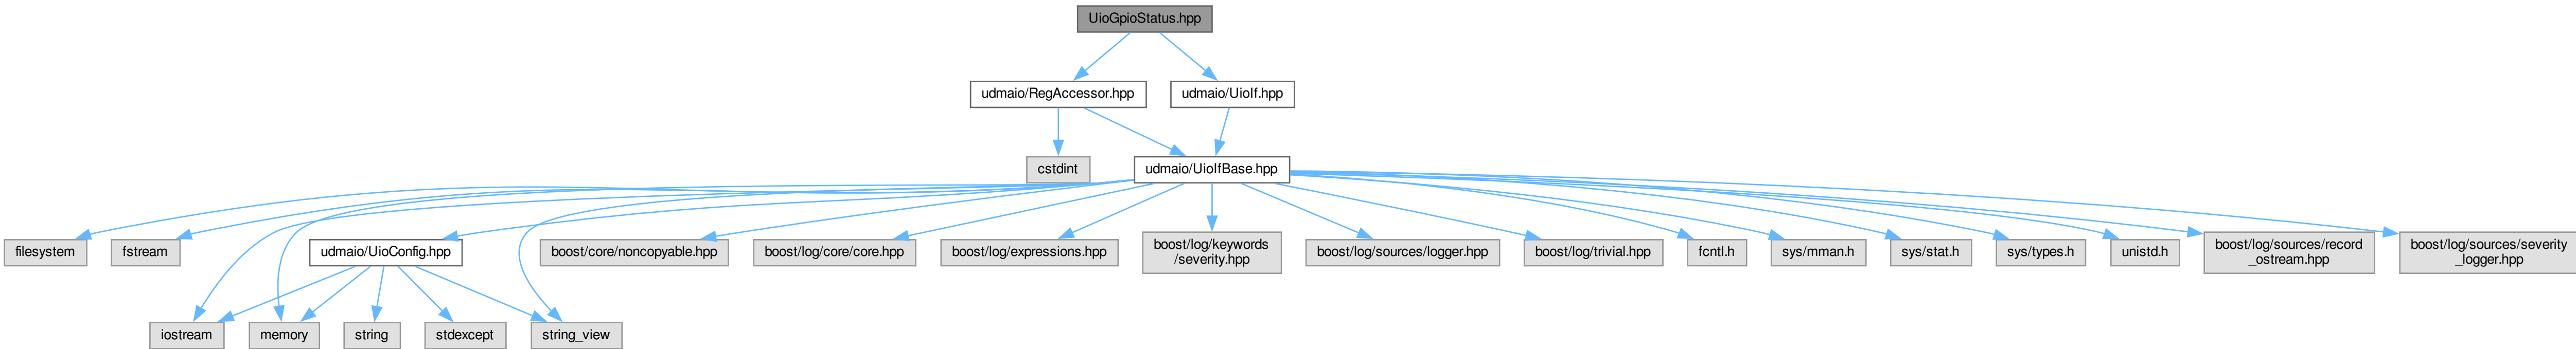 UioGpioStatus.hpp
udmaio/RegAccessor.hpp
udmaio/UioIf.hpp
cstdint
udmaio/UioIfBase.hpp
filesystem
fstream
udmaio/UioConfig.hpp
boost/core/noncopyable.hpp
boost/log/core/core.hpp
boost/log/expressions.hpp
boost/log/keywords
/severity.hpp
boost/log/sources/logger.hpp
boost/log/trivial.hpp
fcntl.h
sys/mman.h
sys/stat.h
sys/types.h
unistd.h
boost/log/sources/record
_ostream.hpp
boost/log/sources/severity
_logger.hpp
iostream
memory
string
stdexcept
string_view